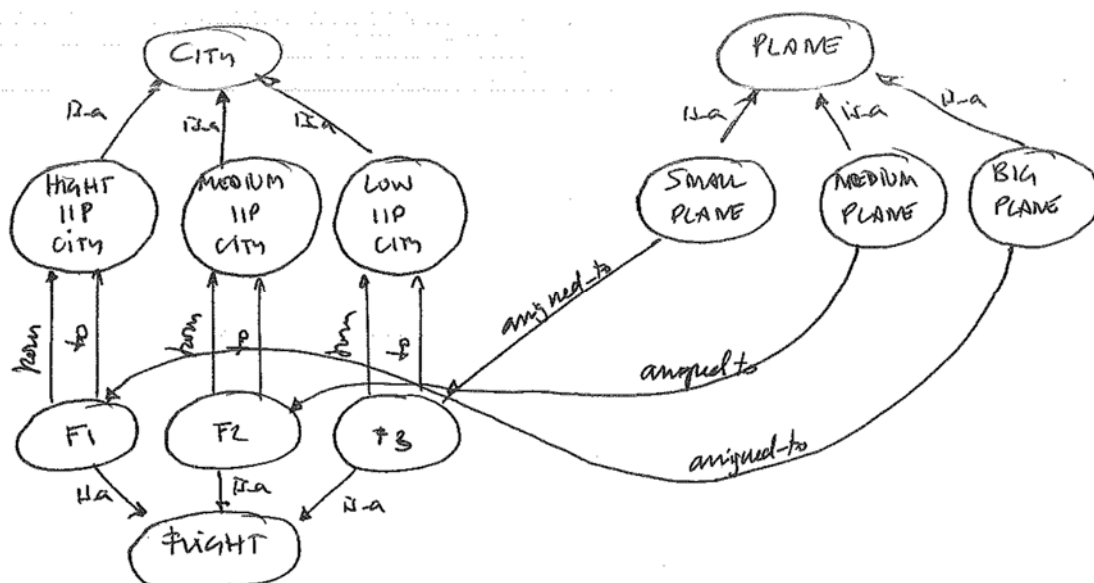 CITY
PLANE
is-a
is-a
is-a
is-a
is-a
is-a
HIGHT
IIP
CITY
MEDIUM
IIP
CITY
LOW
IIP
CITY
SMALL
PLANE
MEDIUM
PLANE
BIG
PLANE
assigned-to
from
to
from
to
from
to
assigned to
assigned-to
F1
F2
F3
is-a
is-a
is-a
FLIGHT